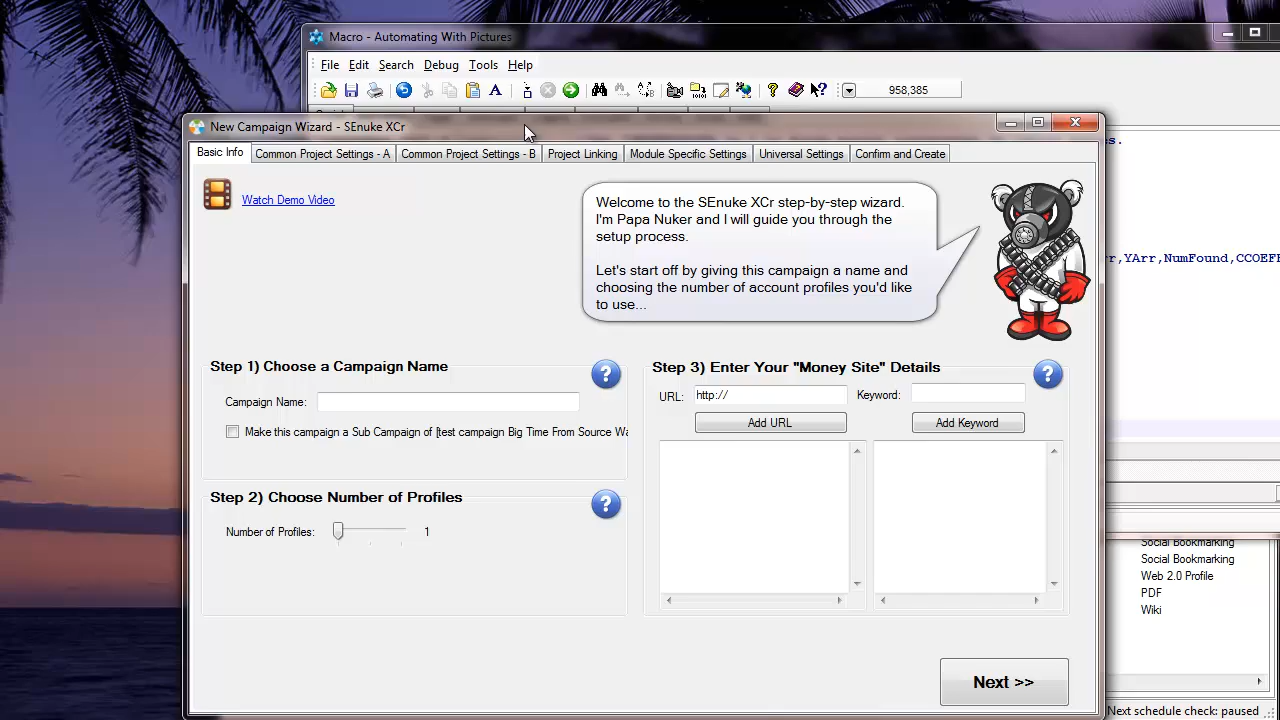 Macro - Automating With Pictures
File Edit Search Debug Tools Help
958,385
New Campaign Wizard - SEnuke XCr
Basic Info Common Project Settings - A Common Project Settings - B Project Linking Module Specific Settings Universal Settings Confirm and Create
Watch Demo Video
Welcome to the SEnuke XCr step-by-step wizard.
I'm Papa Nuker and I will guide you through the
setup process.
Let's start off by giving this campaign a name and
choosing the number of account profiles you'd like
to use...
rr,YArr,NumFound,CCOEFF
Step 1) Choose a Campaign Name
Campaign Name:
Make this campaign a Sub Campaign of [test campaign Big Time From Source Wa
Step 2) Choose Number of Profiles
Number of Profiles: 1
Step 3) Enter Your "Money Site" Details
URL: http:// Keyword:
Add URL Add Keyword
Social Bookmarking
Social Bookmarking
Web 2.0 Profile
PDF
Wiki
Next >>
Next schedule check: paused